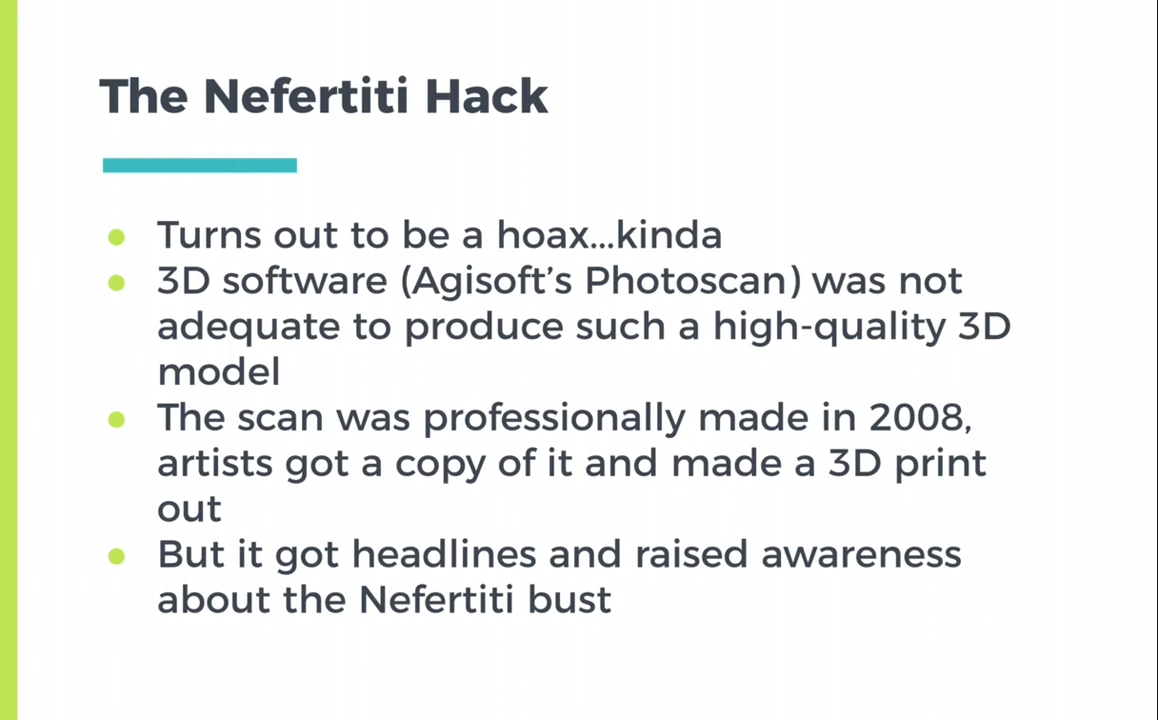 The Nefertiti Hack
Turns out to be a hoax...kinda
3D software (Agisoft's Photoscan) was not
adequate to produce such a high-quality 3D
model
The scan was professionally made in 2008,
artists got a copy of it and made a 3D print
out
But it got headlines and raised awareness
about the Nefertiti bust